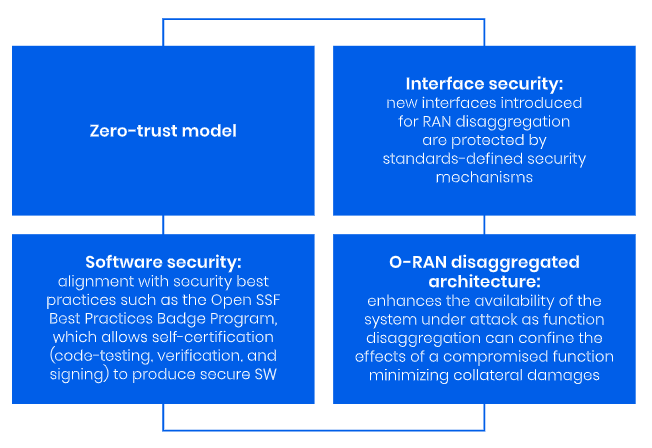 Zero-trust model
Interface security:
new interfaces introduced
for RAN disaggregation
are protected by
standards-defined security
mechanisms
Software security:
alignment with security best
practices such as the Open SSF
Best Practices Badge Program,
which allows self-certification
(code-testing, verification, and
signing) to produce secure SW
O-RAN disaggregated
architecture:
enhances the availability of the
system under attack as function
disaggregation can confine the
effects of a compromised function
minimizing collateral damages